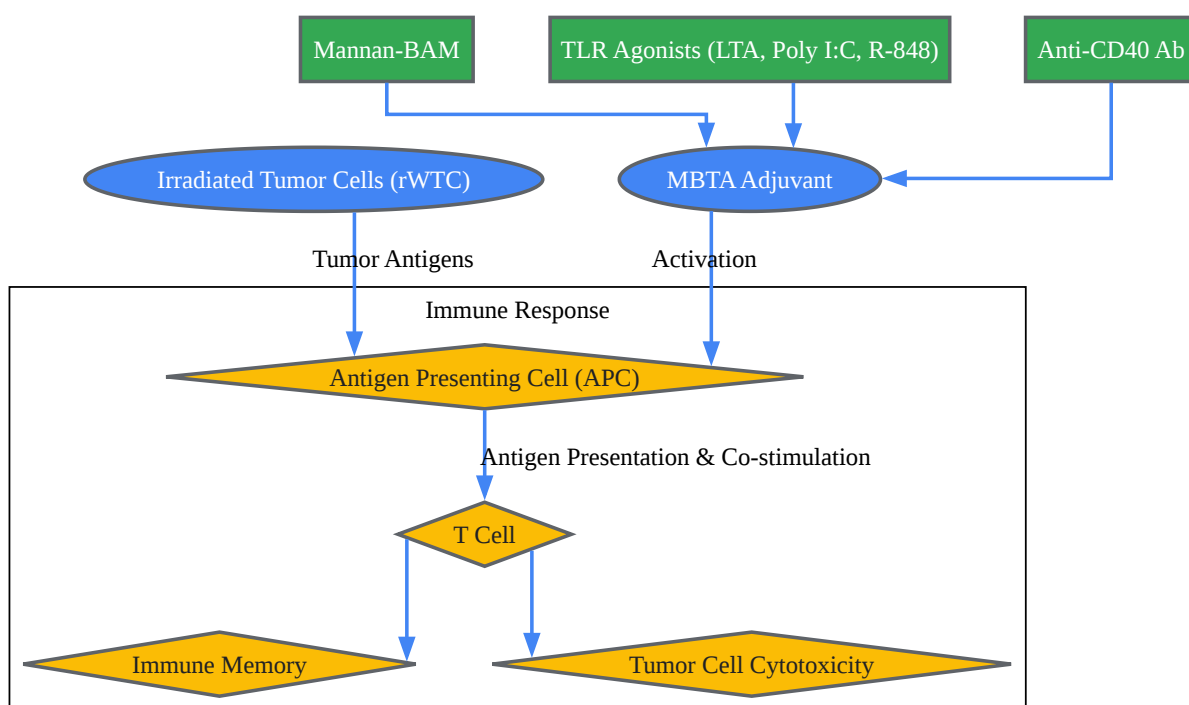 Mannan-BAM
TLR Agonists (LTA, Poly I:C, R-848)
Anti-CD40 Ab
Irradiated Tumor Cells (rWTC)
MBTA Adjuvant
Tumor Antigens
Activation
Immune Response
Antigen Presenting Cell (APC)
Antigen Presentation & Co-stimulation
T Cell
Immune Memory
Tumor Cell Cytotoxicity